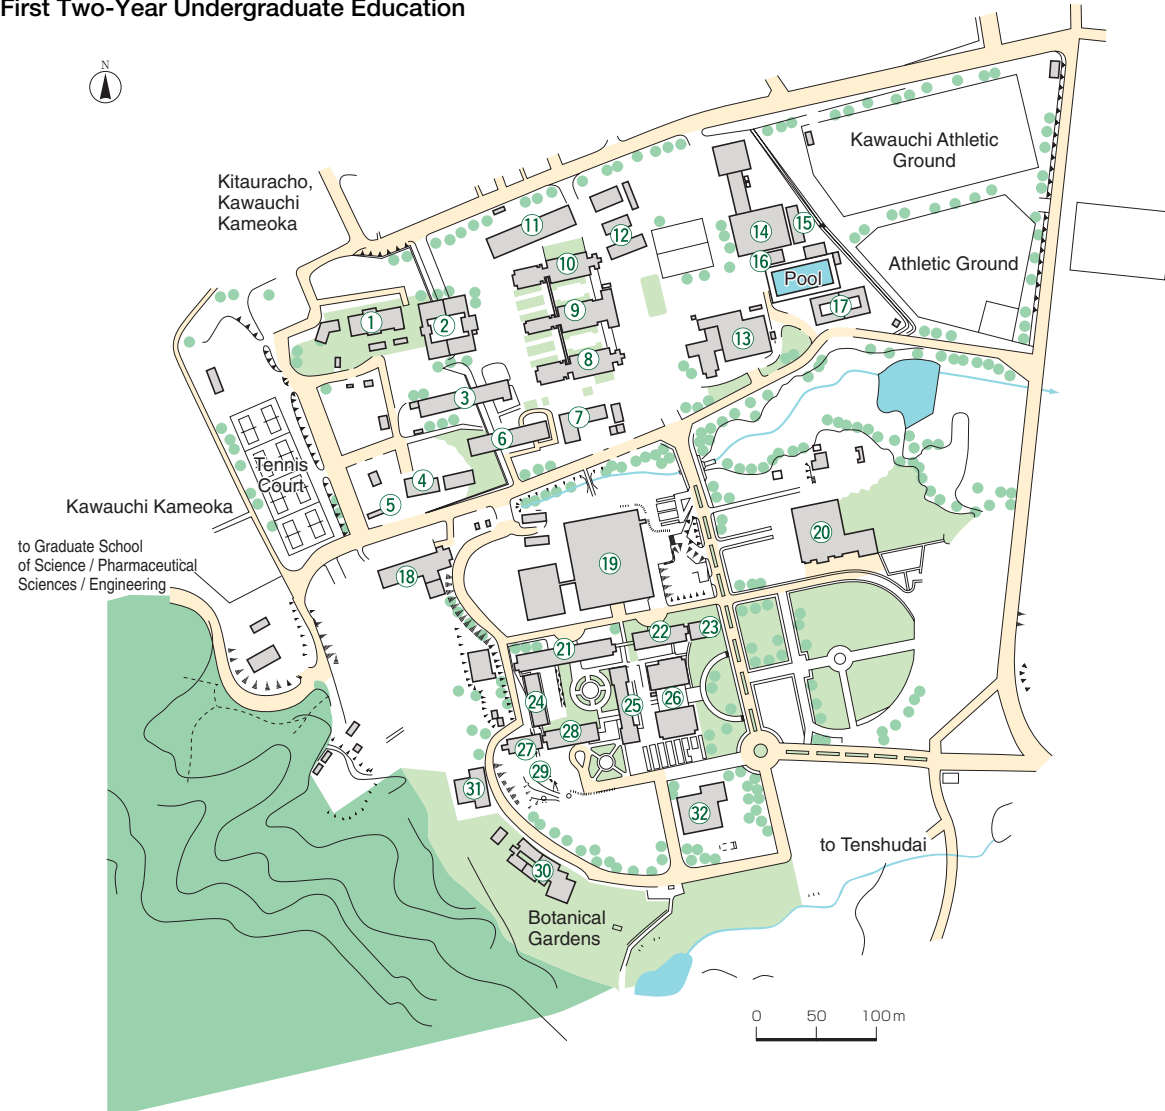 First Two-Year Undergraduate Education
N
Kawauchi Athletic
Ground
Kitauracho,
Kawauchi
Kameoka
11
12
14
15
16
10
Athletic Ground
Pool
17
9
1
2
13
8
3
7
6
Tennis
Court
4
5
Kawauchi Kameoka
20
to Graduate School
of Science / Pharmaceutical
Sciences / Engineering
19
18
22
23
21
24
25
26
28
27
29
31
32
to Tenshudai
30
Botanical
Gardens
0 50 100m